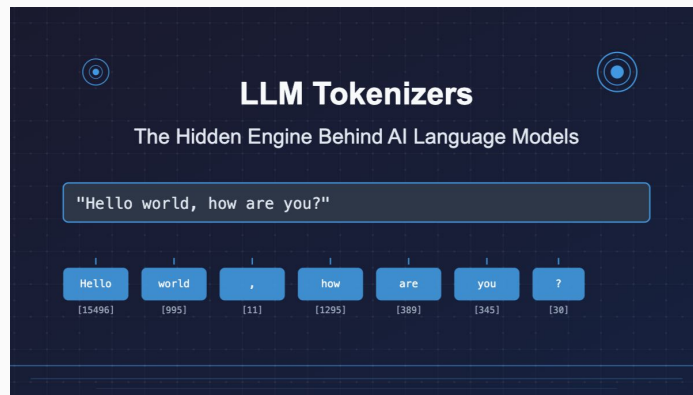 LLM Tokenizers
The Hidden Engine Behind AI Language Models
"Hello world, how are you?"
Hello world , how are you ?
[15496] [995] [11] [1295] [389] [345] [30]